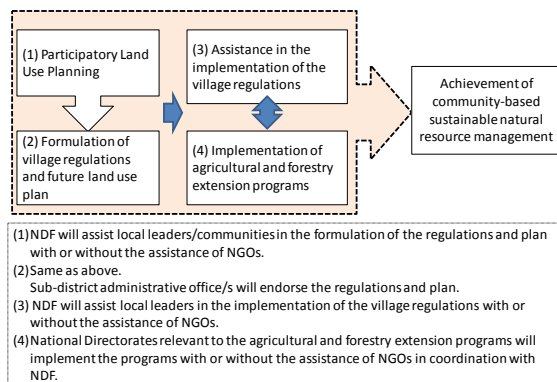 (1) Participatory Land
Use Planning
(2) Formulation of
village regulations
and future land use
plan
(3) Assistance in the
implementation of the
village regulations
(4) Implementation of
agricultural and forestry
extension programs
Achievement of
community-based
sustainable natural
resource management
(1) NDF will assist local leaders/communities in the formulation of the regulations and plan
with or without the assistance of NGOs.
(2) Same as above.
Sub-district administrative office/s will endorse the regulations and plan.
(3) NDF will assist local leaders in the implementation of the village regulations with or
without the assistance of NGOs.
(4) National Directorates relevant to the agricultural and forestry extension programs will
implement the programs with or without the assistance of NGOs in coordination with
NDF.